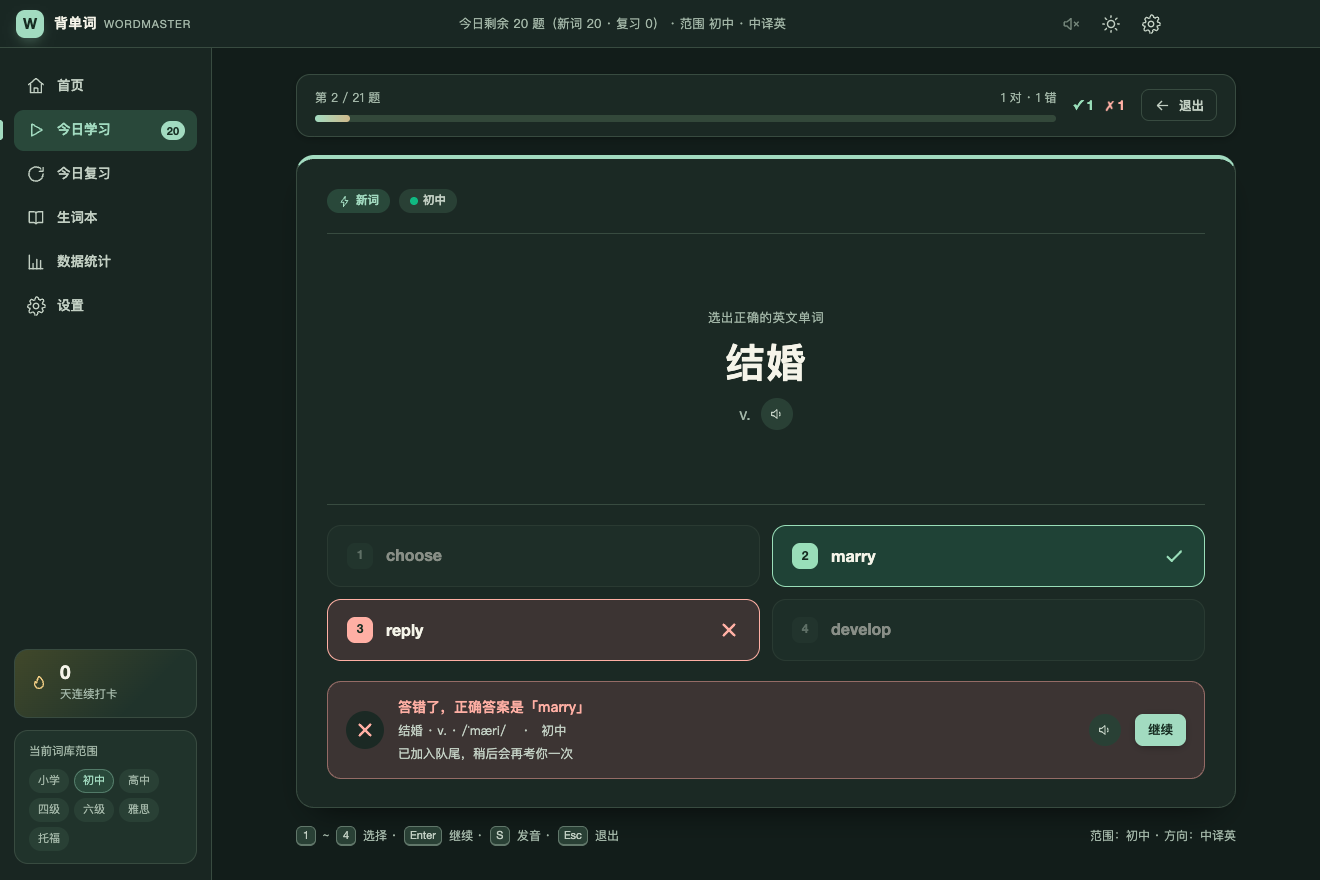 W 背单词 WORDMASTER
今日剩余 20 题（新词 20 · 复习 0） · 范围 初中 · 中译英
首页
今日学习 20
今日复习
生词本
数据统计
设置
0
天连续打卡
当前词库范围
小学 初中 高中
四级 六级 雅思
托福
第 2 / 21 题 1 对 · 1 错 ✓1 ✗1 退出
新词 初中
选出正确的英文单词
结婚
v.
1 choose
2 marry
3 reply
4 develop
答错了，正确答案是「marry」
结婚 · v. · /'mæri/ · 初中
已加入队尾，稍后会再考你一次
继续
1 ~ 4 选择 · Enter 继续 · S 发音 · Esc 退出
范围：初中 · 方向：中译英